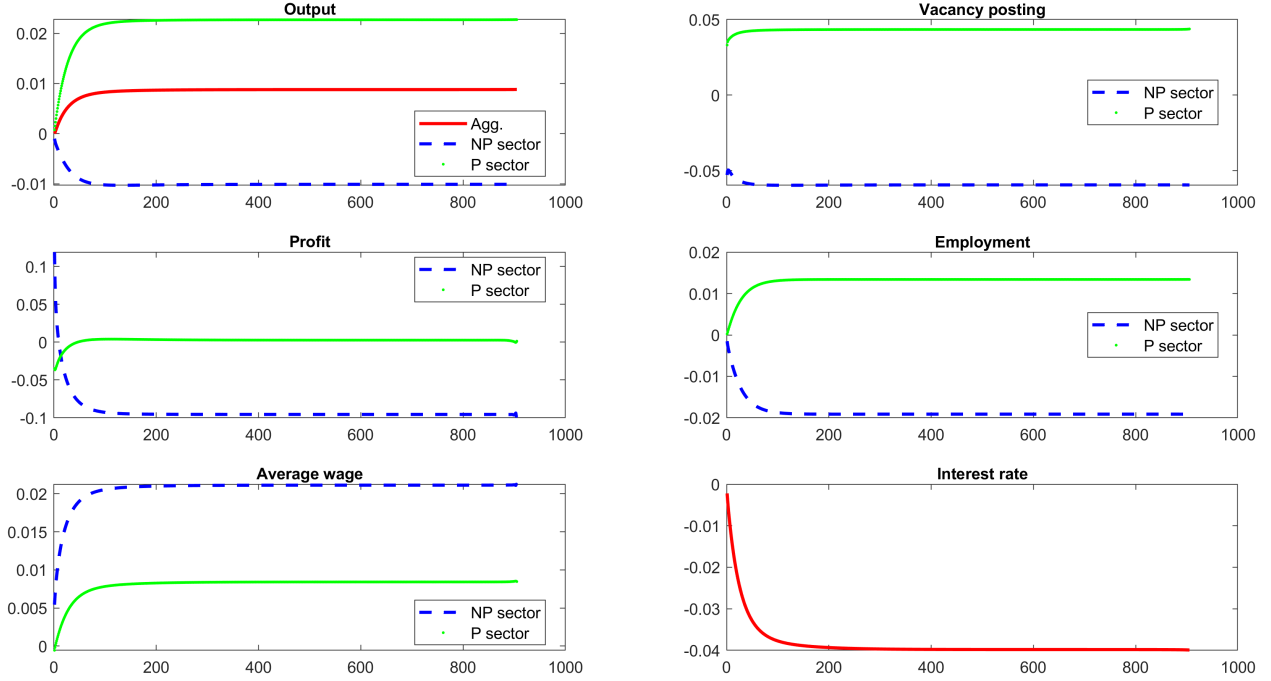 Output
0.02
0.01
0
-0.01
0 200 400 600 800 1000
Agg.
NP sector
P sector
Vacancy posting
0.05
0
-0.05
0 200 400 600 800 1000
NP sector
P sector
Profit
0.1
0.05
0
-0.05
-0.1
0 200 400 600 800 1000
NP sector
P sector
Employment
0.02
0.01
0
-0.01
-0.02
0 200 400 600 800 1000
NP sector
P sector
Average wage
0.02
0.015
0.01
0.005
0
0 200 400 600 800 1000
NP sector
P sector
Interest rate
0
-0.01
-0.02
-0.03
-0.04
0 200 400 600 800 1000